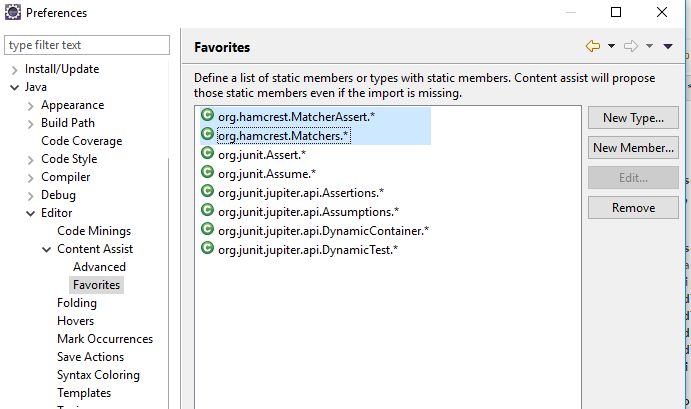 Preferences
type filter text
Install/Update
Java
Appearance
Build Path
Code Coverage
Code Style
Compiler
Debug
Editor
Code Minings
Content Assist
Advanced
Favorites
Folding
Hovers
Mark Occurrences
Save Actions
Syntax Coloring
Templates
Favorites
Define a list of static members or types with static members. Content assist will propose
those static members even if the import is missing.
org.hamcrest.MatcherAssert.*
org.hamcrest.Matchers.*
org.junit.Assert.*
org.junit.Assume.*
org.junit.jupiter.api.Assertions.*
org.junit.jupiter.api.Assumptions.*
org.junit.jupiter.api.DynamicContainer.*
org.junit.jupiter.api.DynamicTest.*
New Type...
New Member...
Edit...
Remove